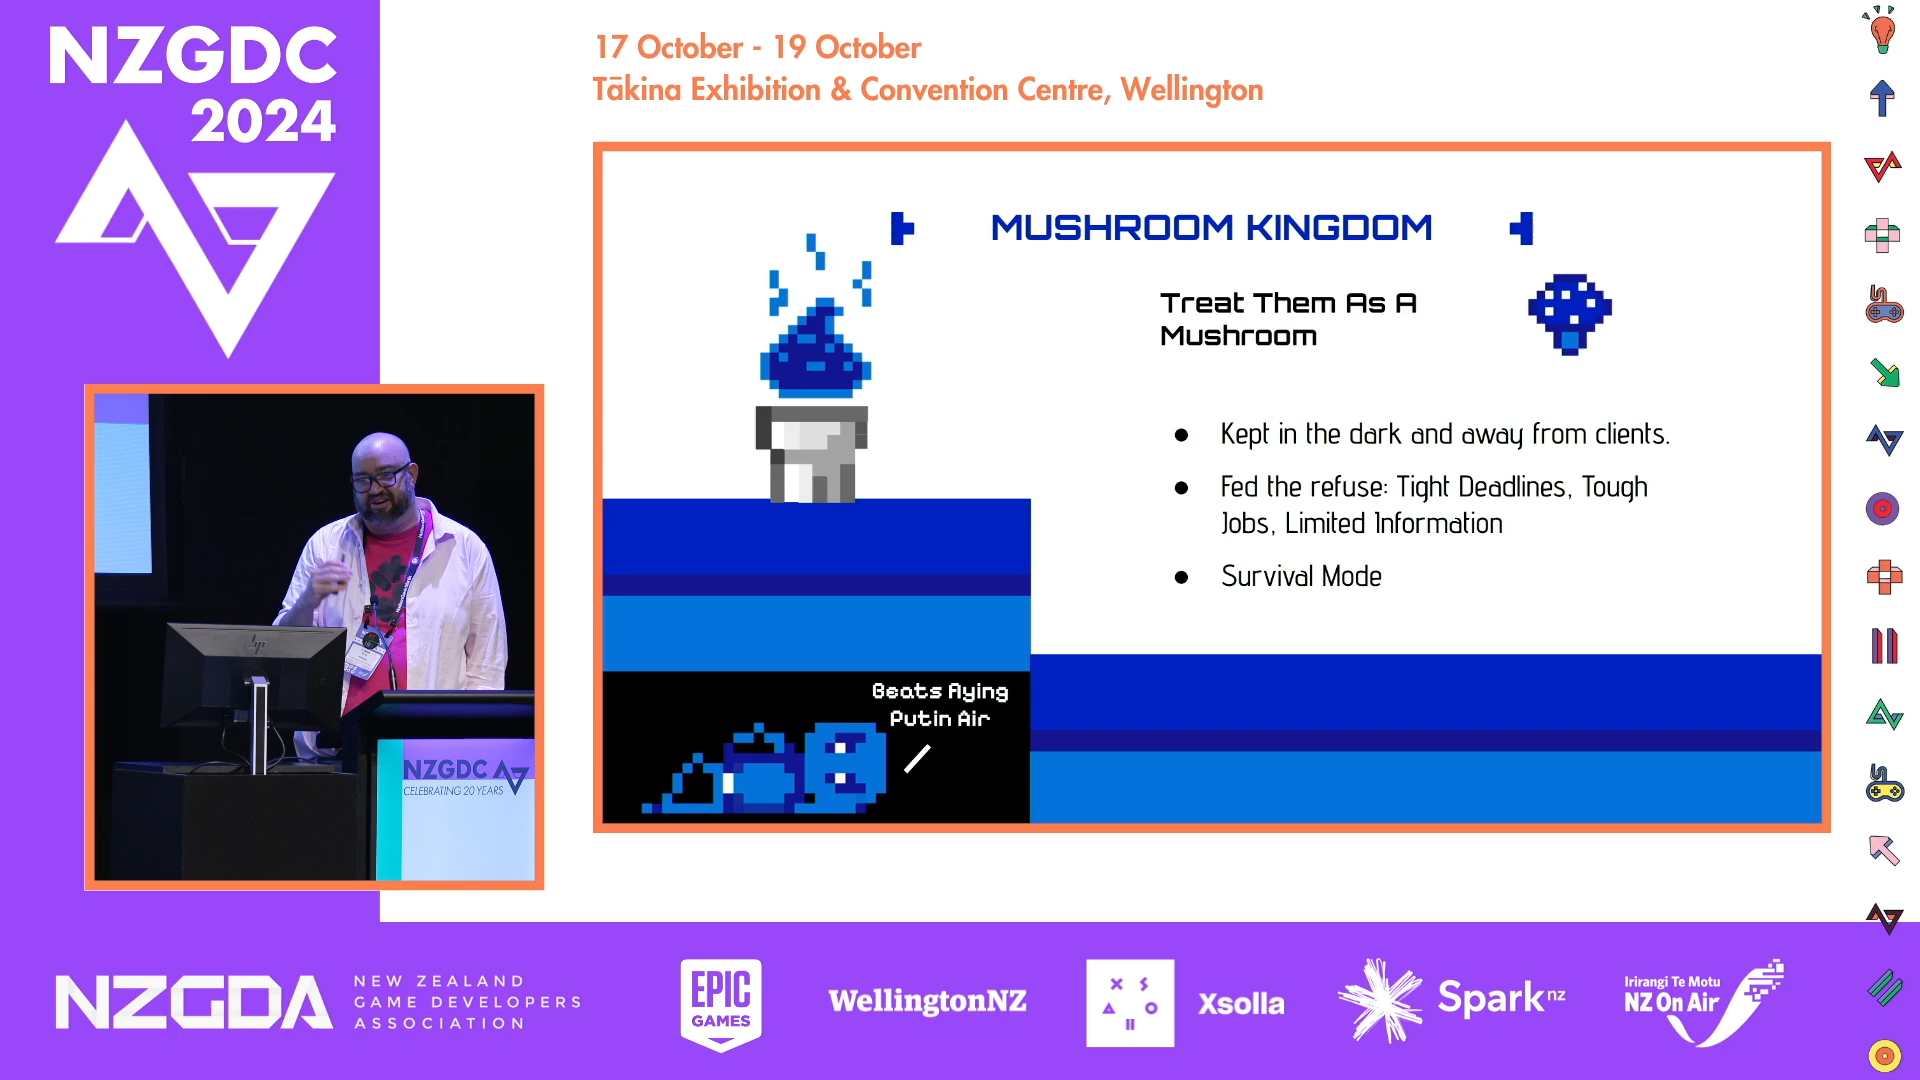 NZGDC
2024
17 October - 19 October
Tākina Exhibition & Convention Centre, Wellington
MUSHROOM KINGDOM
Treat Them As A
Mushroom
● Kept in the dark and away from clients.
● Fed the refuse: Tight Deadlines, Tough
Jobs, Limited Information
● Survival Mode
Beats Aying
Putin Air
hp
NZGDC
CELEBRATING 20 YEARS
NZGDA
NEW ZEALAND
GAME DEVELOPERS
ASSOCIATION
EPIC
GAMES
WellingtonNZ
Xsolla
Spark nz
Irirangi Te Motu
NZ On Air